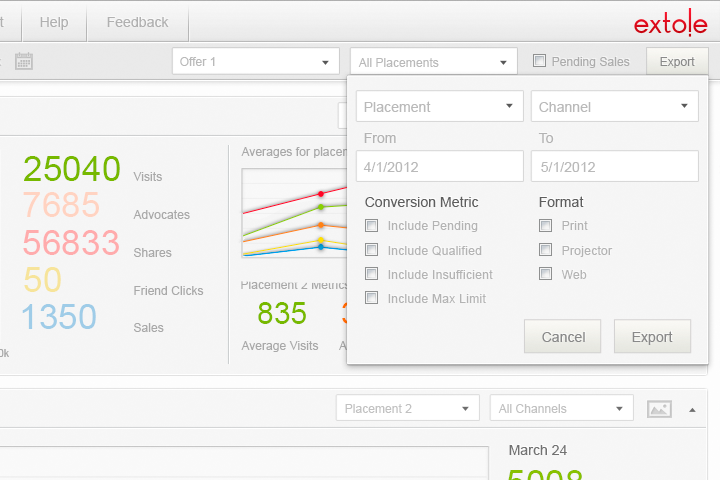 Help
Feedback
extole
Offer 1
All Placements
Pending Sales
Export
Placement
Channel
From
To
4/1/2012
5/1/2012
Conversion Metric
Format
Include Pending
Print
Include Qualified
Projector
Include Insufficient
Web
Include Max Limit
Cancel
Export
25040 Visits
7685 Advocates
56833 Shares
50 Friend Clicks
1350 Sales
0k
Averages for placem
Placement 2 Metrics
835
Average Visits
A
Placement 2
All Channels
March 24
5008